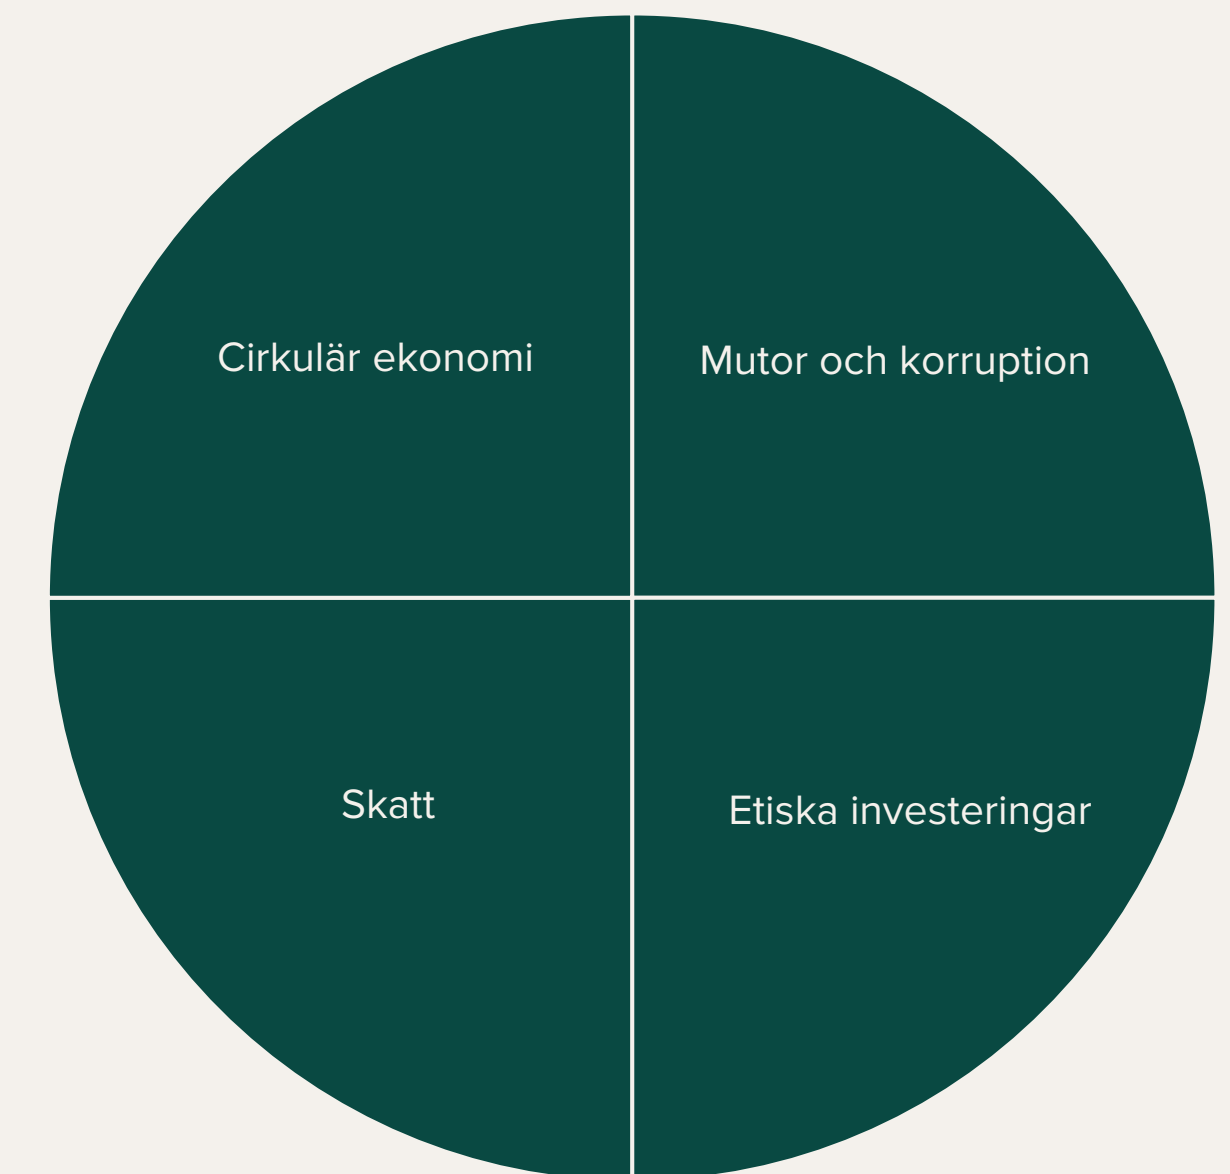 Cirkulär ekonomi
Mutor och korruption
Skatt
Etiska investeringar